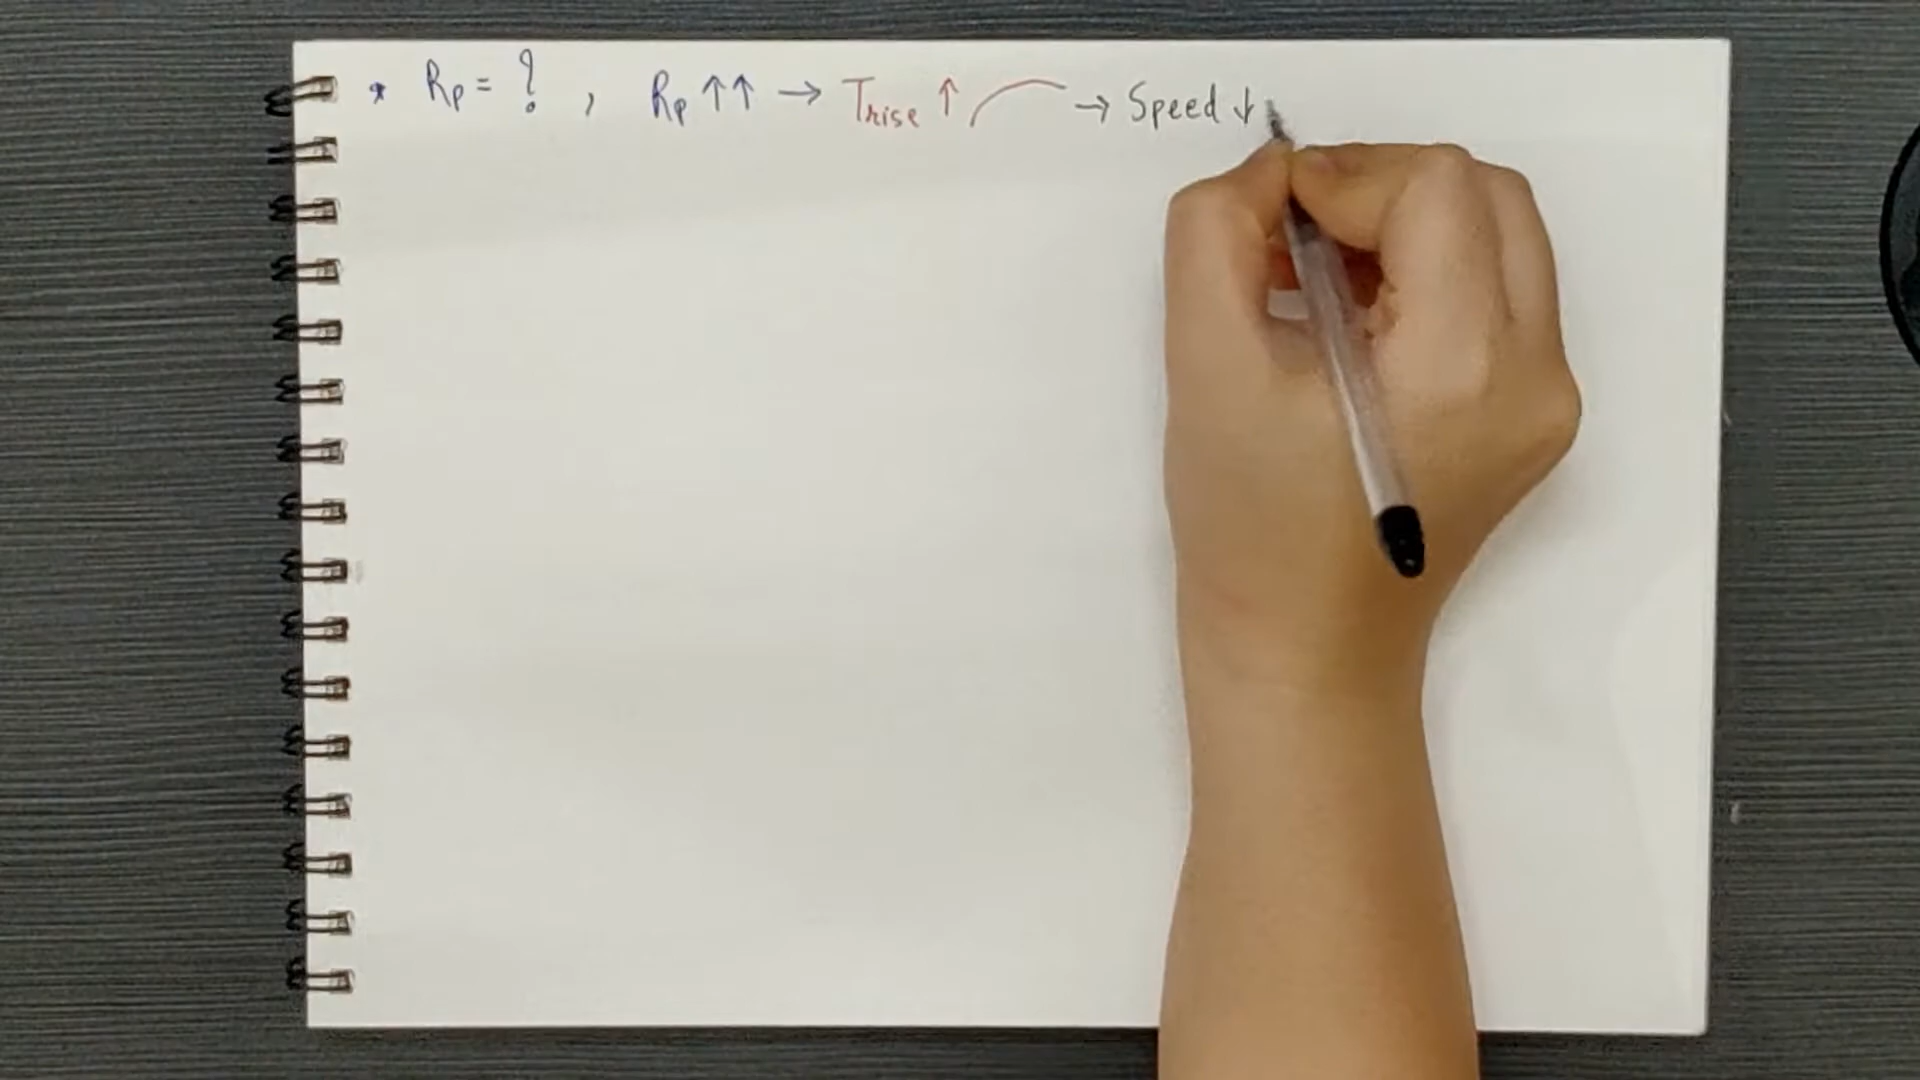 * Rp = ? , Rp ↑↑ → Trise ↑ → Speed ↓